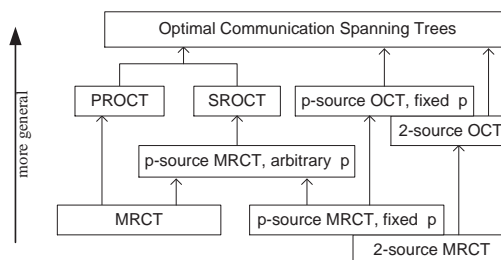 Optimal Communication Spanning Trees
PROCT
SROCT
p-source OCT, fixed p
2-source OCT
p-source MRCT, arbitrary p
MRCT
p-source MRCT, fixed p
2-source MRCT
more general